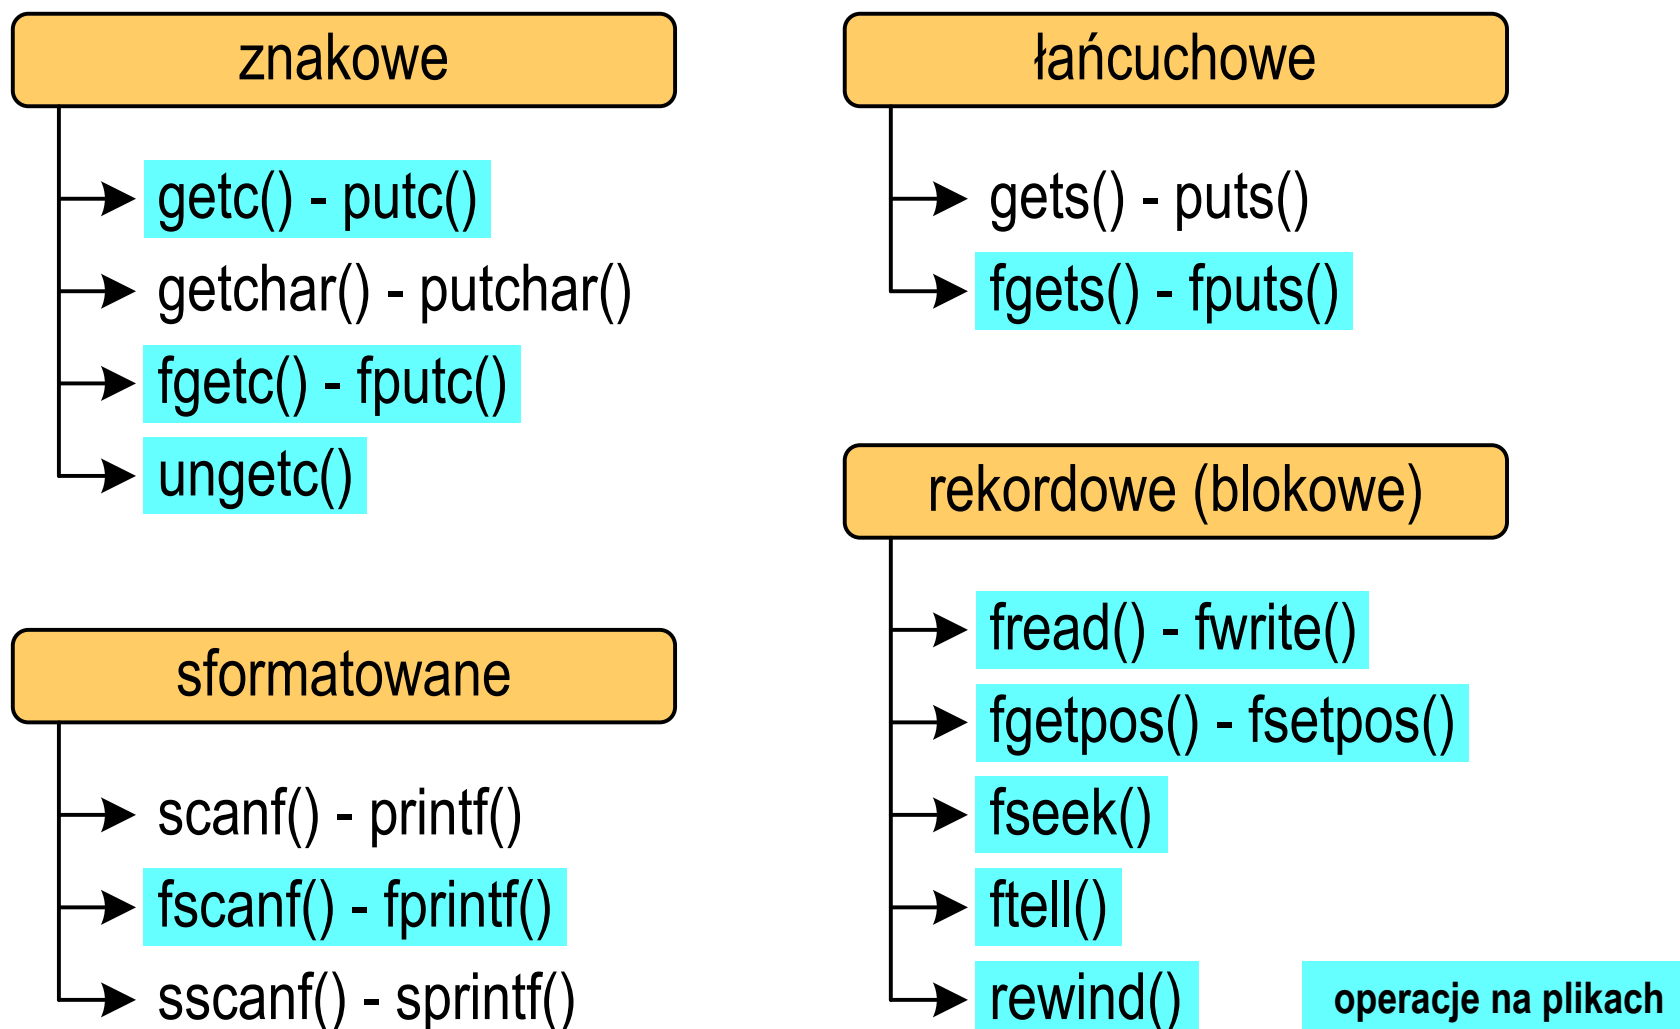 znakowe
getc() - putc()
getchar() - putchar()
fgetc() - fputc()
ungetc()
sformatowane
scanf() - printf()
fscanf() - fprintf()
sscanf() - sprintf()
łańcuchowe
gets() - puts()
fgets() - fputs()
rekordowe (blokowe)
fread() - fwrite()
fgetpos() - fsetpos()
fseek()
ftell()
rewind()
operacje na plikach